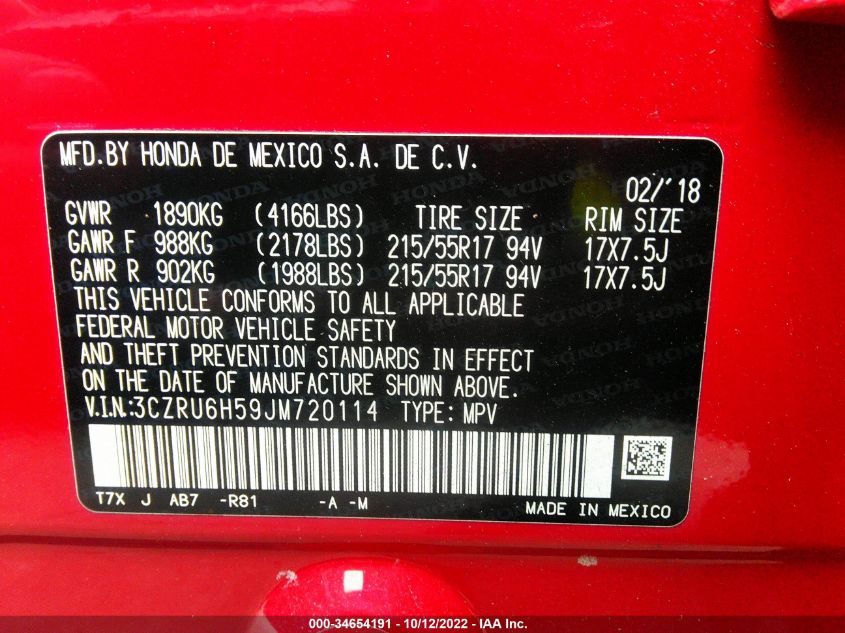 MFD.BY HONDA DE MEXICO S.A. DE C.V.
02/'18
GVWR 1890KG (4166LBS) TIRE SIZE RIM SIZE
GAWR F 988KG (2178LBS) 215/55R17 94V 17X7.5J
GAWR R 902KG (1988LBS) 215/55R17 94V 17X7.5J
THIS VEHICLE CONFORMS TO ALL APPLICABLE
FEDERAL MOTOR VEHICLE SAFETY
AND THEFT PREVENTION STANDARDS IN EFFECT
ON THE DATE OF MANUFACTURE SHOWN ABOVE.
V.I.N:3CZRU6H59JM720114 TYPE:MPV
T7X J AB7 -R81 -A -M
MADE IN MEXICO
000-34654191 - 10/12/2022 - IAA Inc.